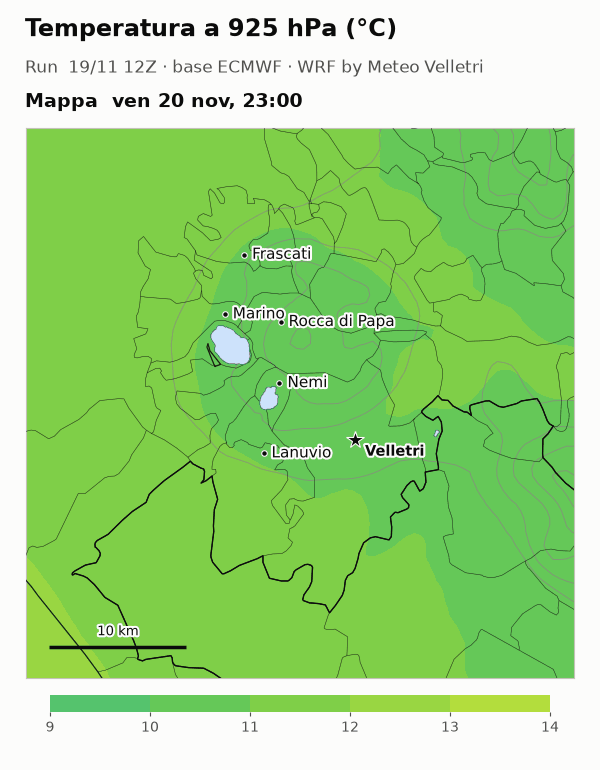 Temperatura a 925 hPa (°C)
Run  19/11 12Z · base ECMWF · WRF by Meteo Velletri
Mappa  ven 20 nov, 23:00
Frascati
Marino
Rocca di Papa
Nemi
Velletri
Lanuvio
10 km
9 10 11 12 13 14